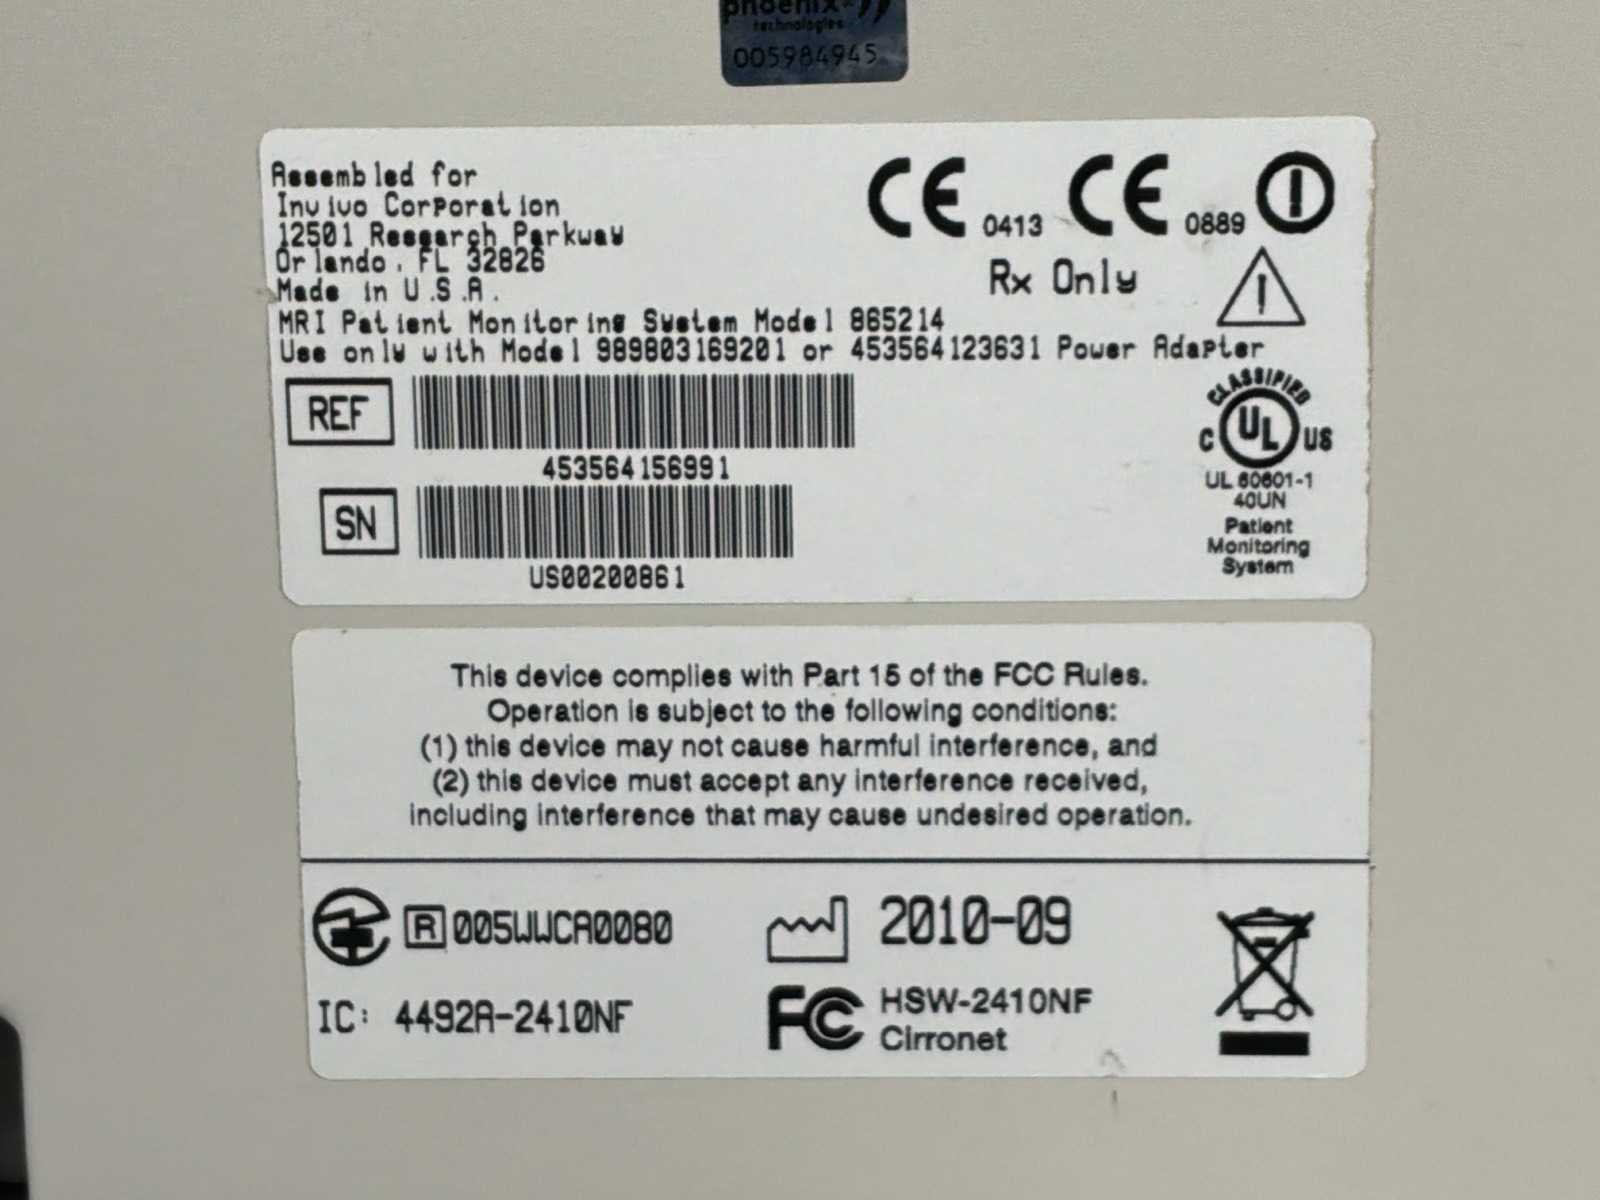 phoenix
technologies
005984945
Assembled for
Invivo Corporation
12501 Research Parkway
Orlando, FL 32826
Made in U.S.A.
MRI Patient Monitoring System Model 865214
Use only with Model 989803169201 or 453564123631 Power Adapter
CE 0413 CE 0889
Rx Only
REF
453564156991
SN
US00200861
CLASSIFIED
C UL US
UL 60601-1
40UN
Patient
Monitoring
System
This device complies with Part 15 of the FCC Rules.
Operation is subject to the following conditions:
(1) this device may not cause harmful interference, and
(2) this device must accept any interference received,
including interference that may cause undesired operation.
R 005WWCA0080
2010-09
IC: 4492A-2410NF
FC HSW-2410NF
Cirronet